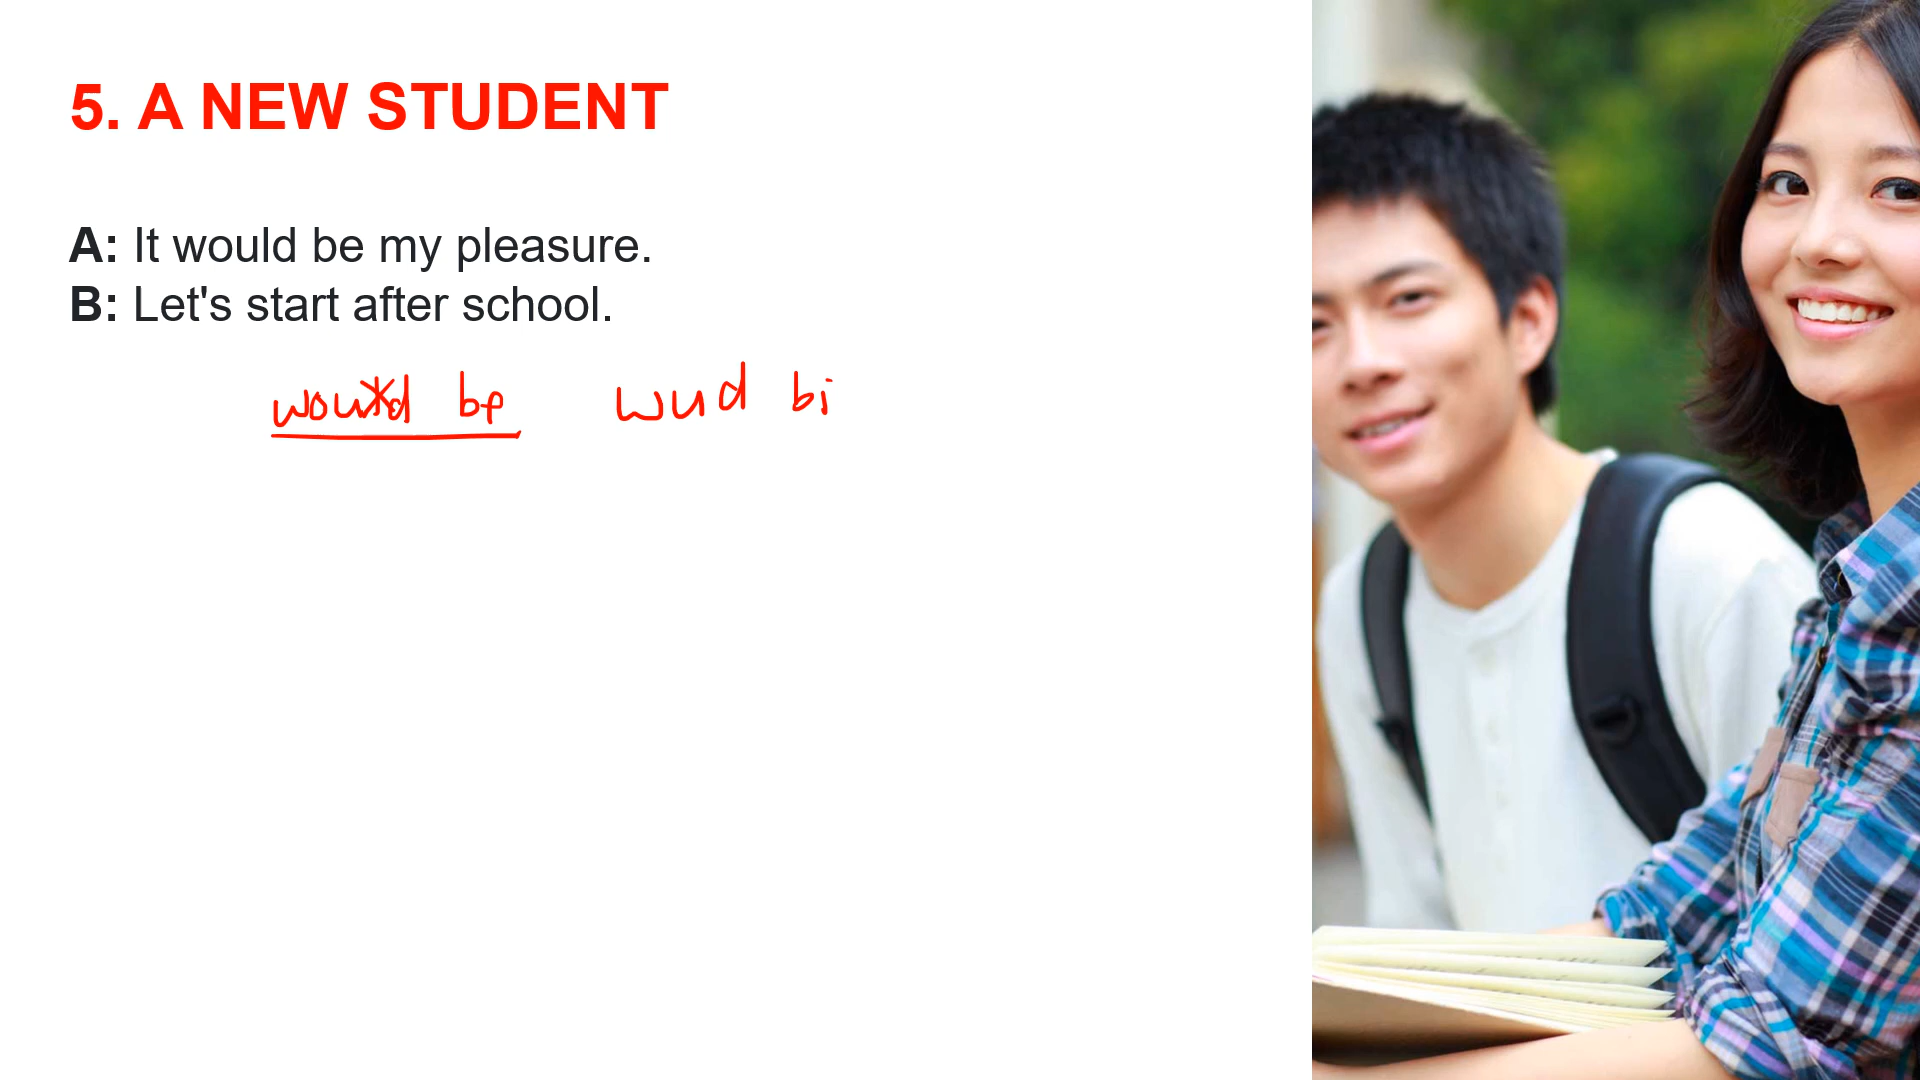 5. A NEW STUDENT
A: It would be my pleasure.
B: Let's start after school.
would be wud bi